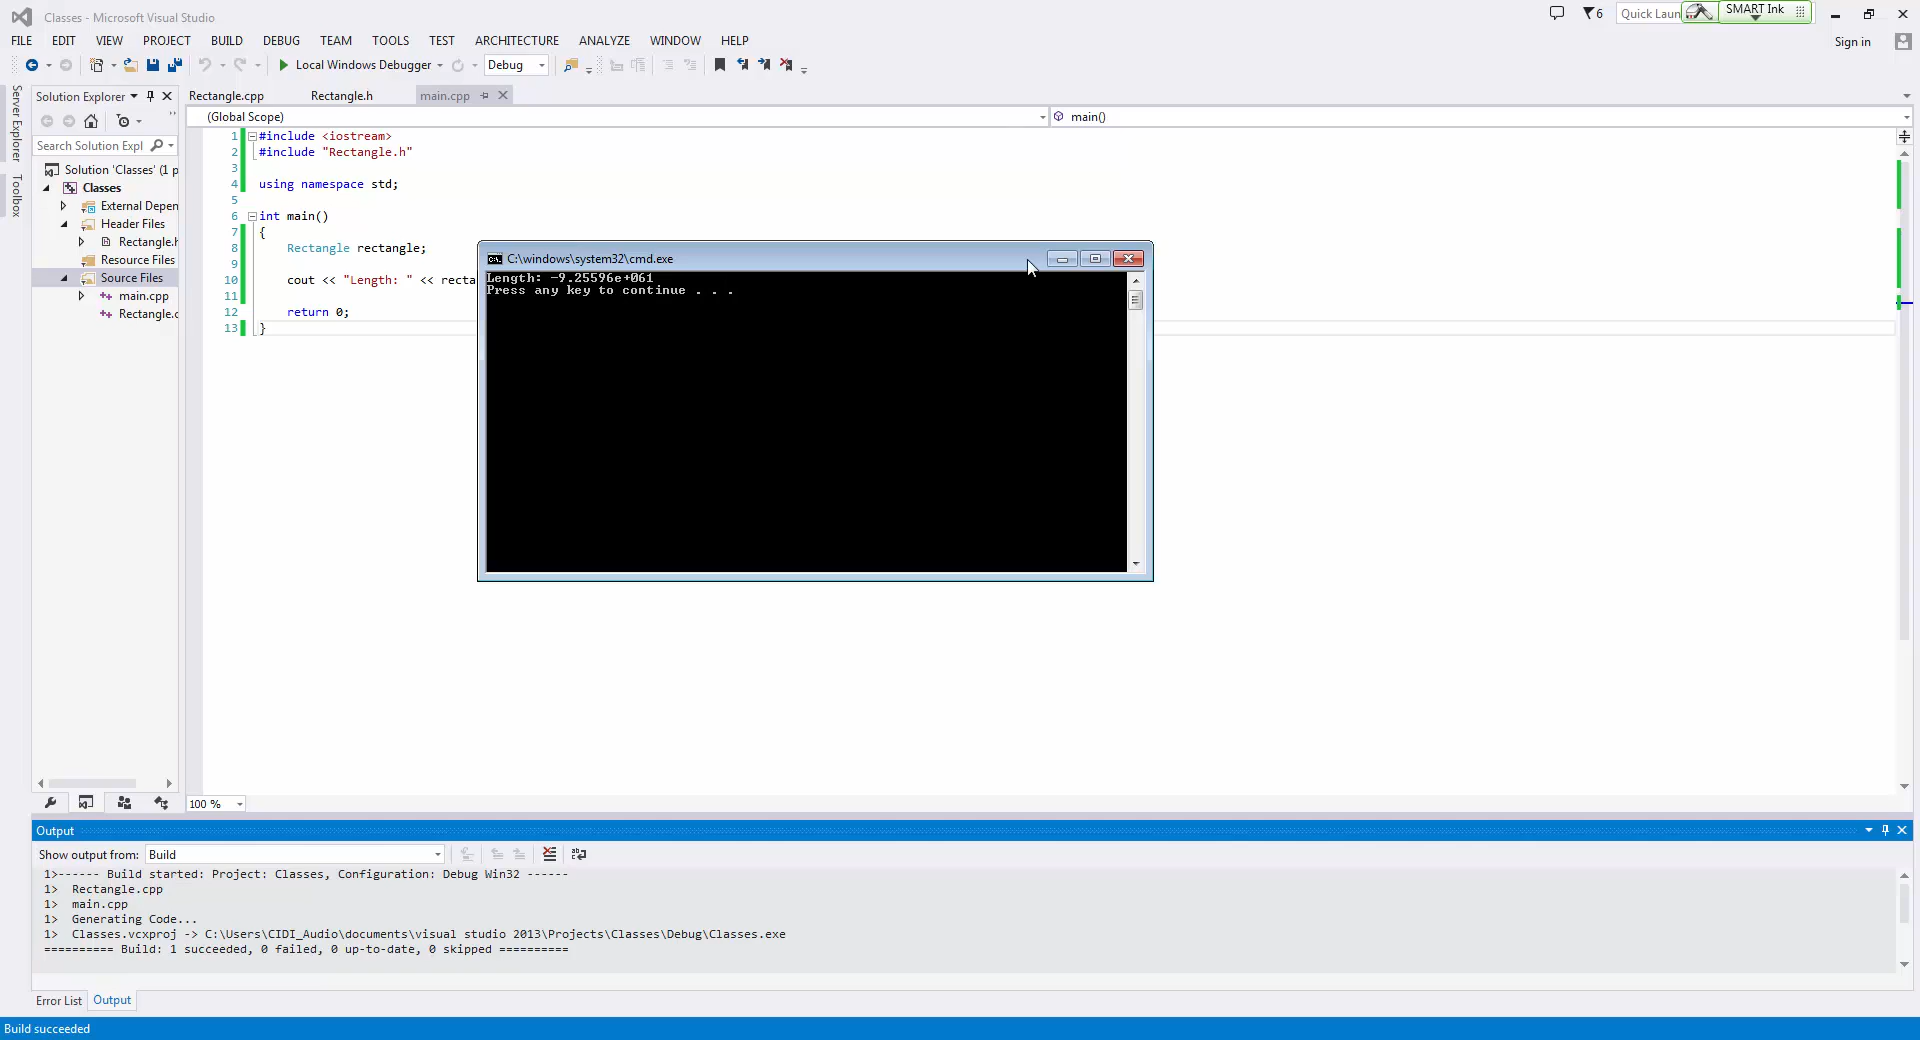 Classes - Microsoft Visual Studio
6
Quick Laun
SMART Ink
FILE EDIT VIEW PROJECT BUILD DEBUG TEAM TOOLS TEST ARCHITECTURE ANALYZE WINDOW HELP
Sign in
Local Windows Debugger
Debug
Server Explorer
Toolbox
Solution Explorer
Search Solution Expl
Solution 'Classes' (1 p
Classes
External Depen
Header Files
Rectangle.h
Resource Files
Source Files
main.cpp
Rectangle.c
Rectangle.cpp Rectangle.h main.cpp
(Global Scope) main()
1 #include <iostream>
2 #include "Rectangle.h"
3
4 using namespace std;
5
6 int main()
7 {
8 Rectangle rectangle;
9
10 cout << "Length: " << recta
11
12 return 0;
13 }
C:\windows\system32\cmd.exe
Length: -9.25596e+061
Press any key to continue . . .
100 %
Output
Show output from: Build
1>------ Build started: Project: Classes, Configuration: Debug Win32 ------
1> Rectangle.cpp
1> main.cpp
1> Generating Code...
1> Classes.vcxproj -> C:\Users\CIDI_Audio\documents\visual studio 2013\Projects\Classes\Debug\Classes.exe
========== Build: 1 succeeded, 0 failed, 0 up-to-date, 0 skipped ==========
Error List Output
Build succeeded